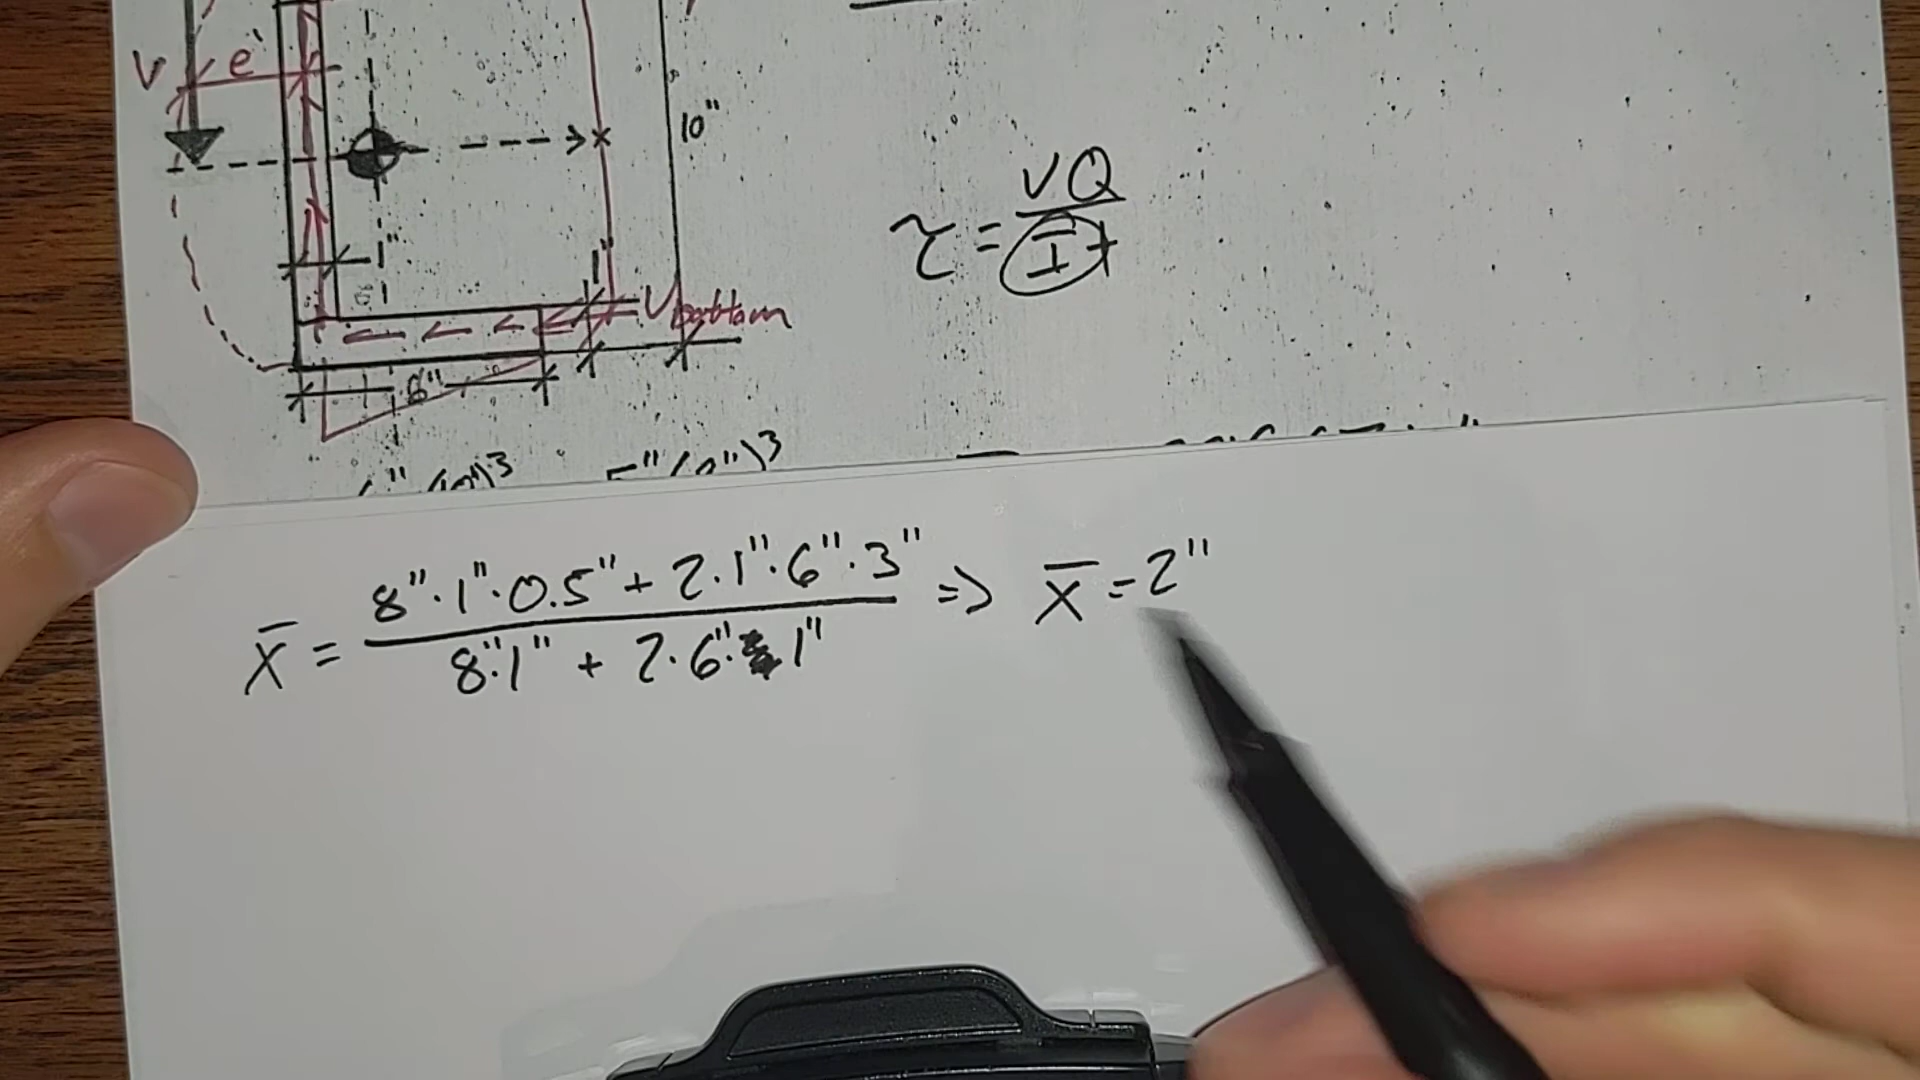 V
e'
10"
τ = VQ / It
1"
1"
V bottom
6"
x̄ = 8"·1"·0.5" + 2·1"·6"·3" / 8"·1" + 2·6"·1" => x̄ = 2"